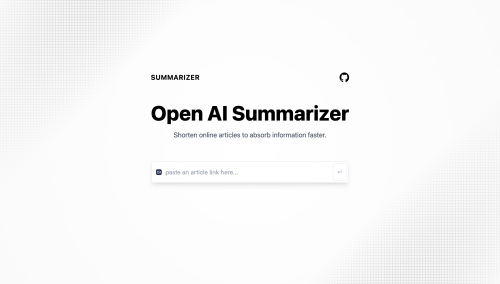 SUMMARIZER
Open AI Summarizer
Shorten online articles to absorb information faster.
paste an article link here...
↵